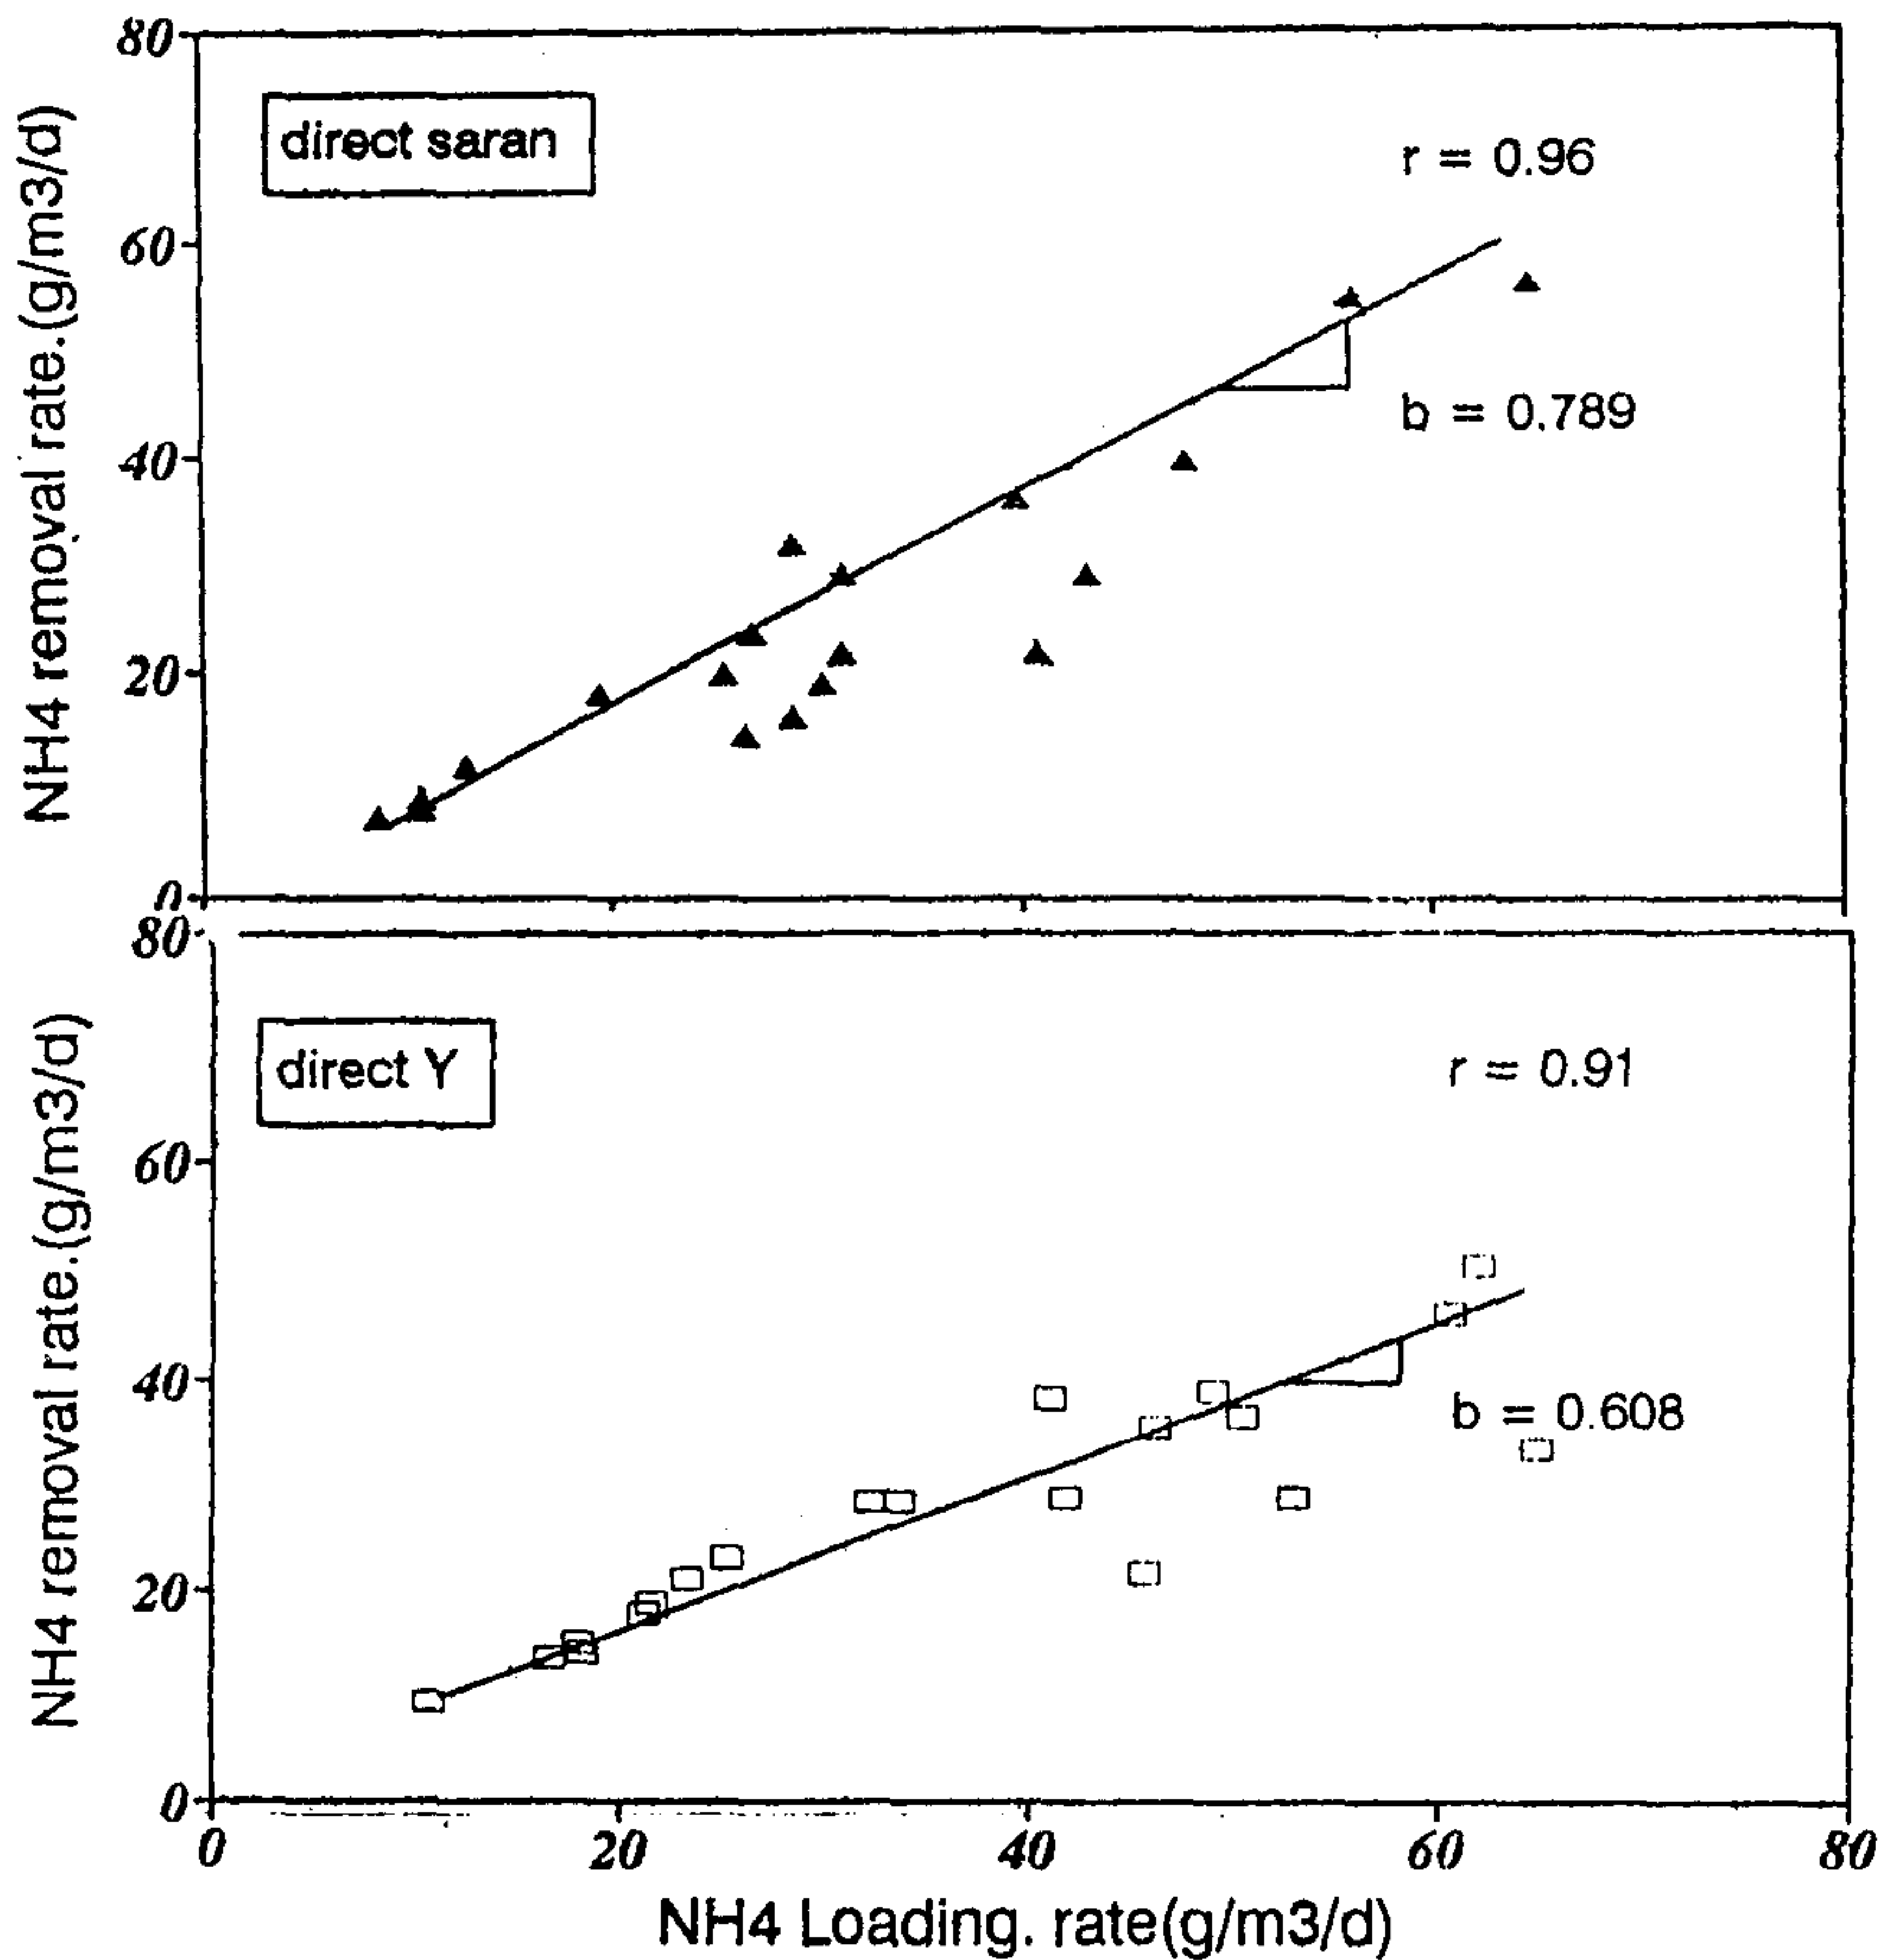 80
direct saran
r = 0.96
60
b = 0.789
40
20
0
NH4 removal rate.(g/m3/d)
80
direct Y
r = 0.91
60
40
b = 0.608
20
0
NH4 removal rate.(g/m3/d)
0 20 40 60 80
NH4 Loading. rate(g/m3/d)